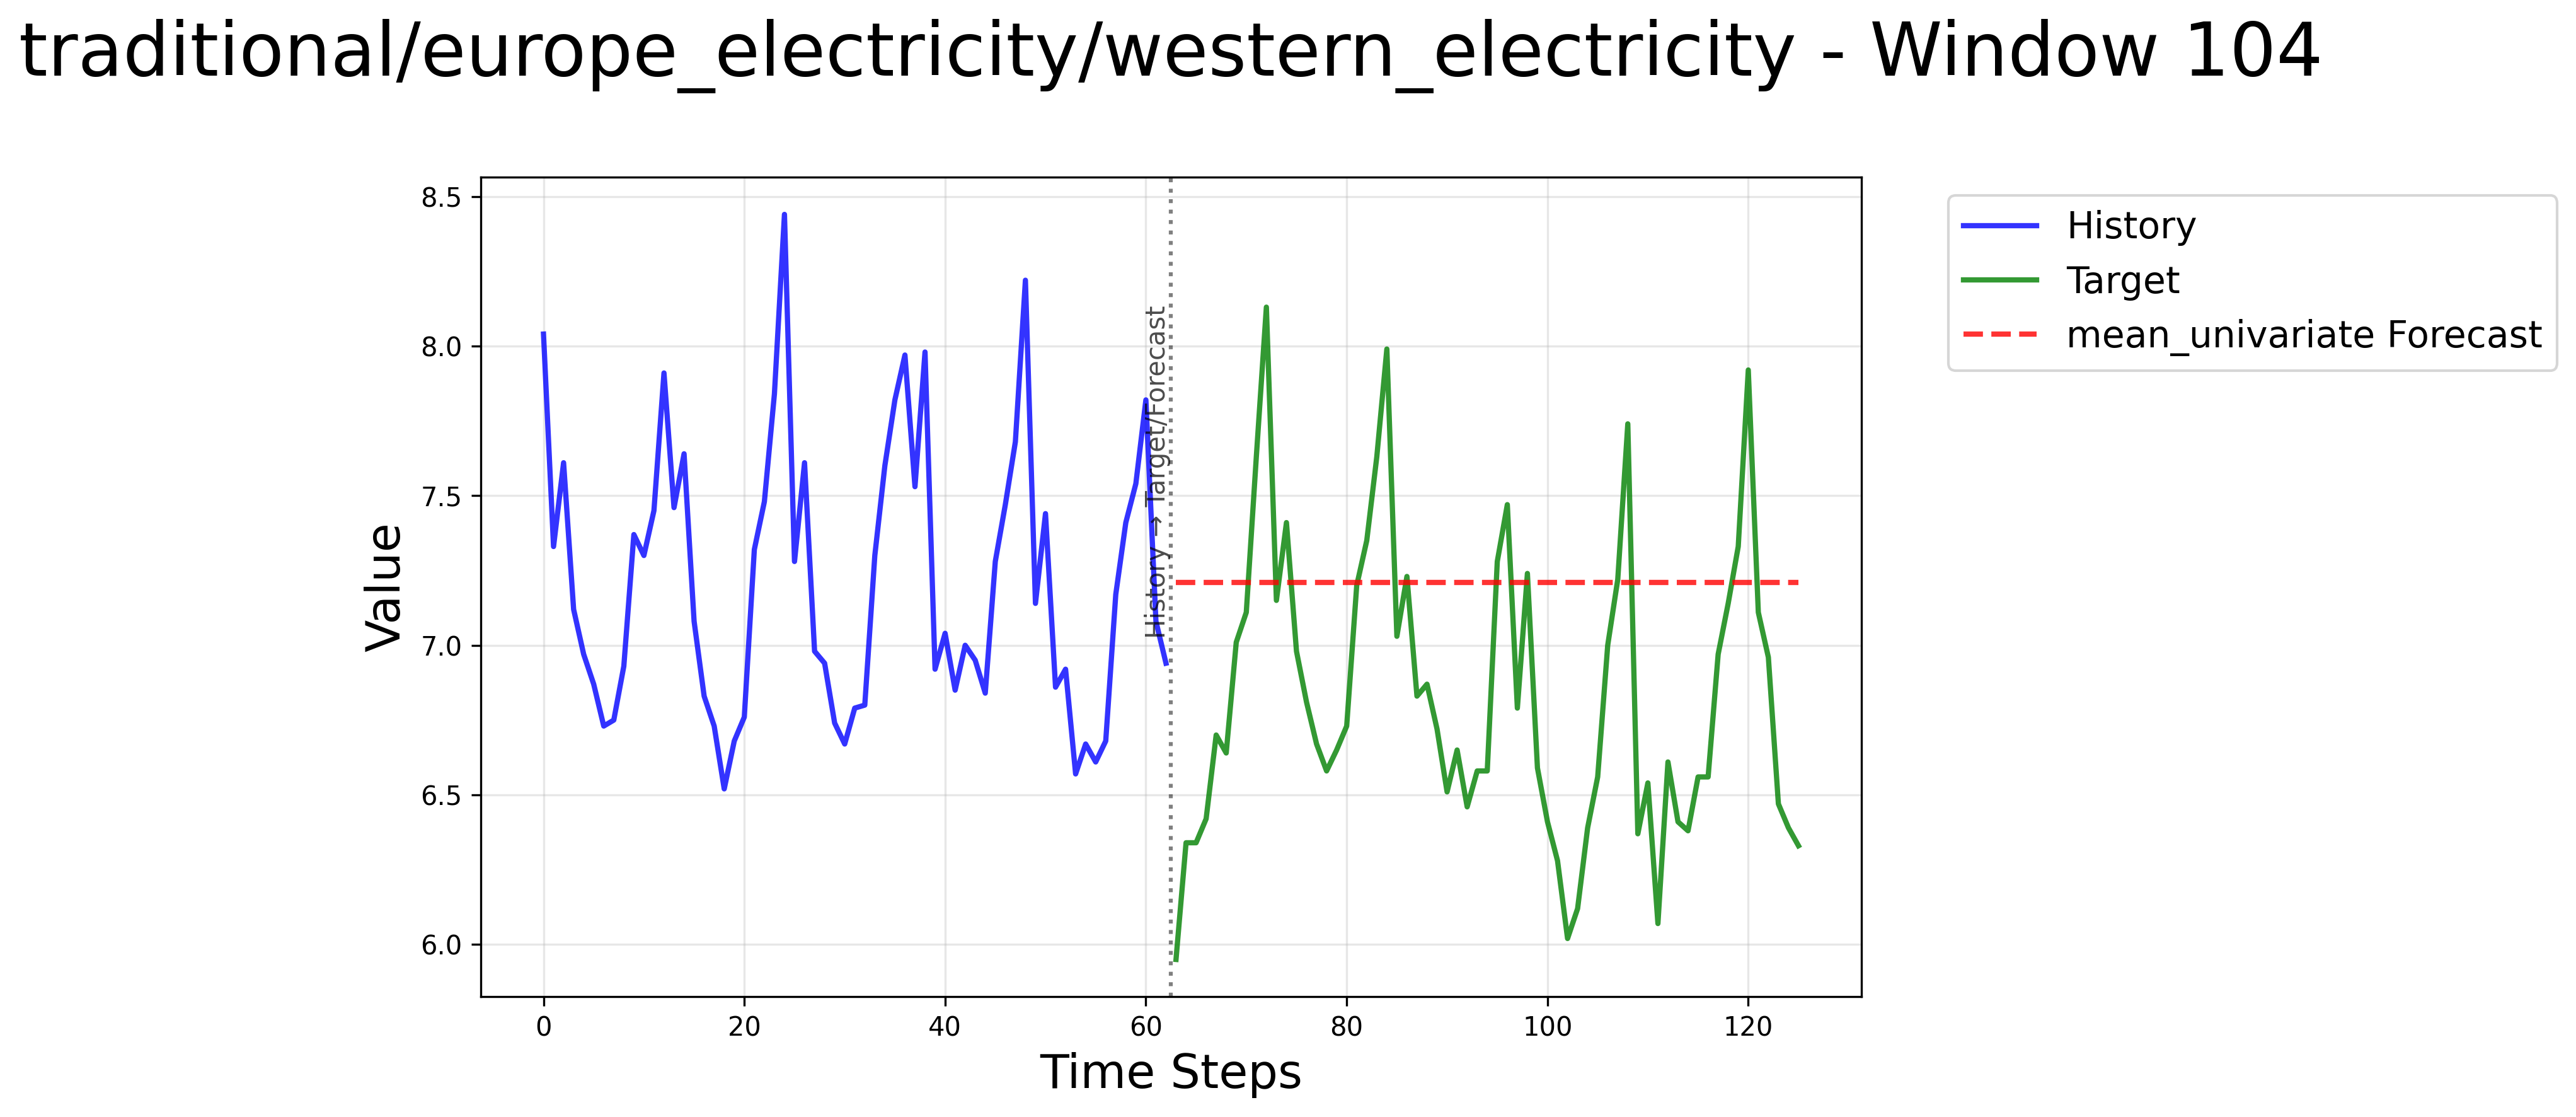 traditional/europe_electricity/western_electricity - Window 104
History
Target
mean_univariate Forecast
Value
8.5
8.0
7.5
7.0
6.5
6.0
History → Target/Forecast
0
20
40
60
80
100
120
Time Steps